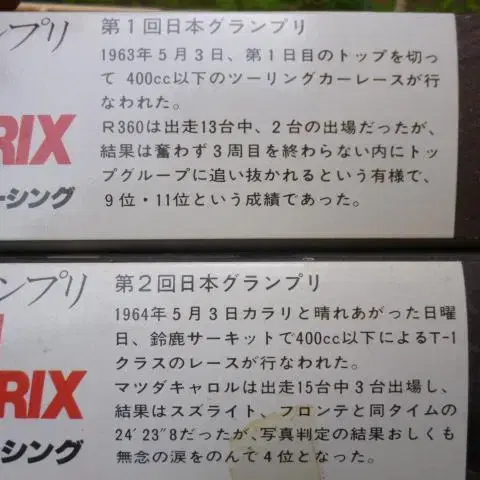 ンプリ
第1回日本グランプリ
1963年5月3日、第1日目のトップを切っ
て 400cc以下のツーリングカーレースが行
なわれた。
R360は出走13台中、2台の出場だったが、
結果は奮わず3周目を終わらない内にトッ
プグループに追い抜かれるという有様で、
9位・11位という成績であった。
RIX
ーシング
ンプリ
第2回日本グランプリ
1964年5月3日カラリと晴れあがった日曜
日、鈴鹿サーキットで400cc以下によるT-1
クラスのレースが行なわれた。
マツダキャロルは出走15台中3台出場し、
結果はスズライト、フロンテと同タイムの
24′23″8だったが、写真判定の結果おしくも
無念の涙をのんで4位となった。
RIX
ーシング